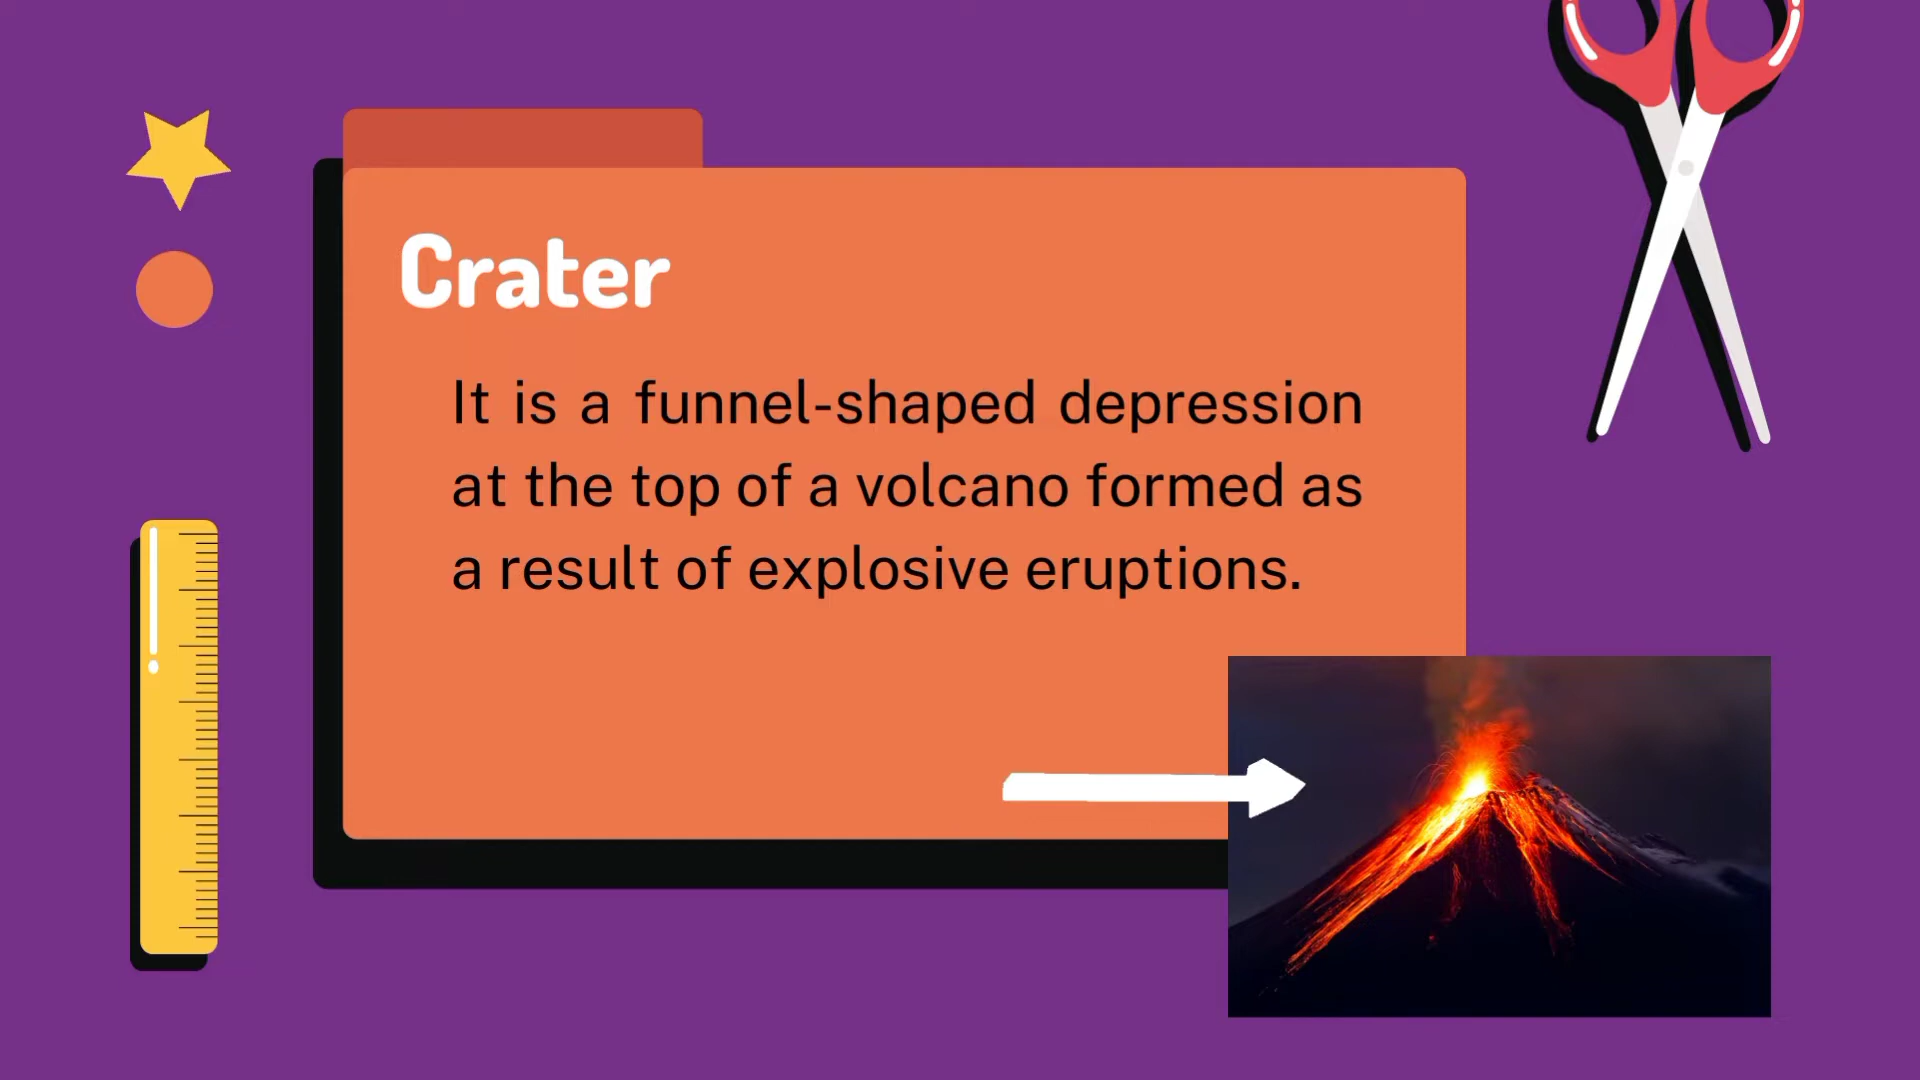 Crater
It is a funnel-shaped depression
at the top of a volcano formed as
a result of explosive eruptions.